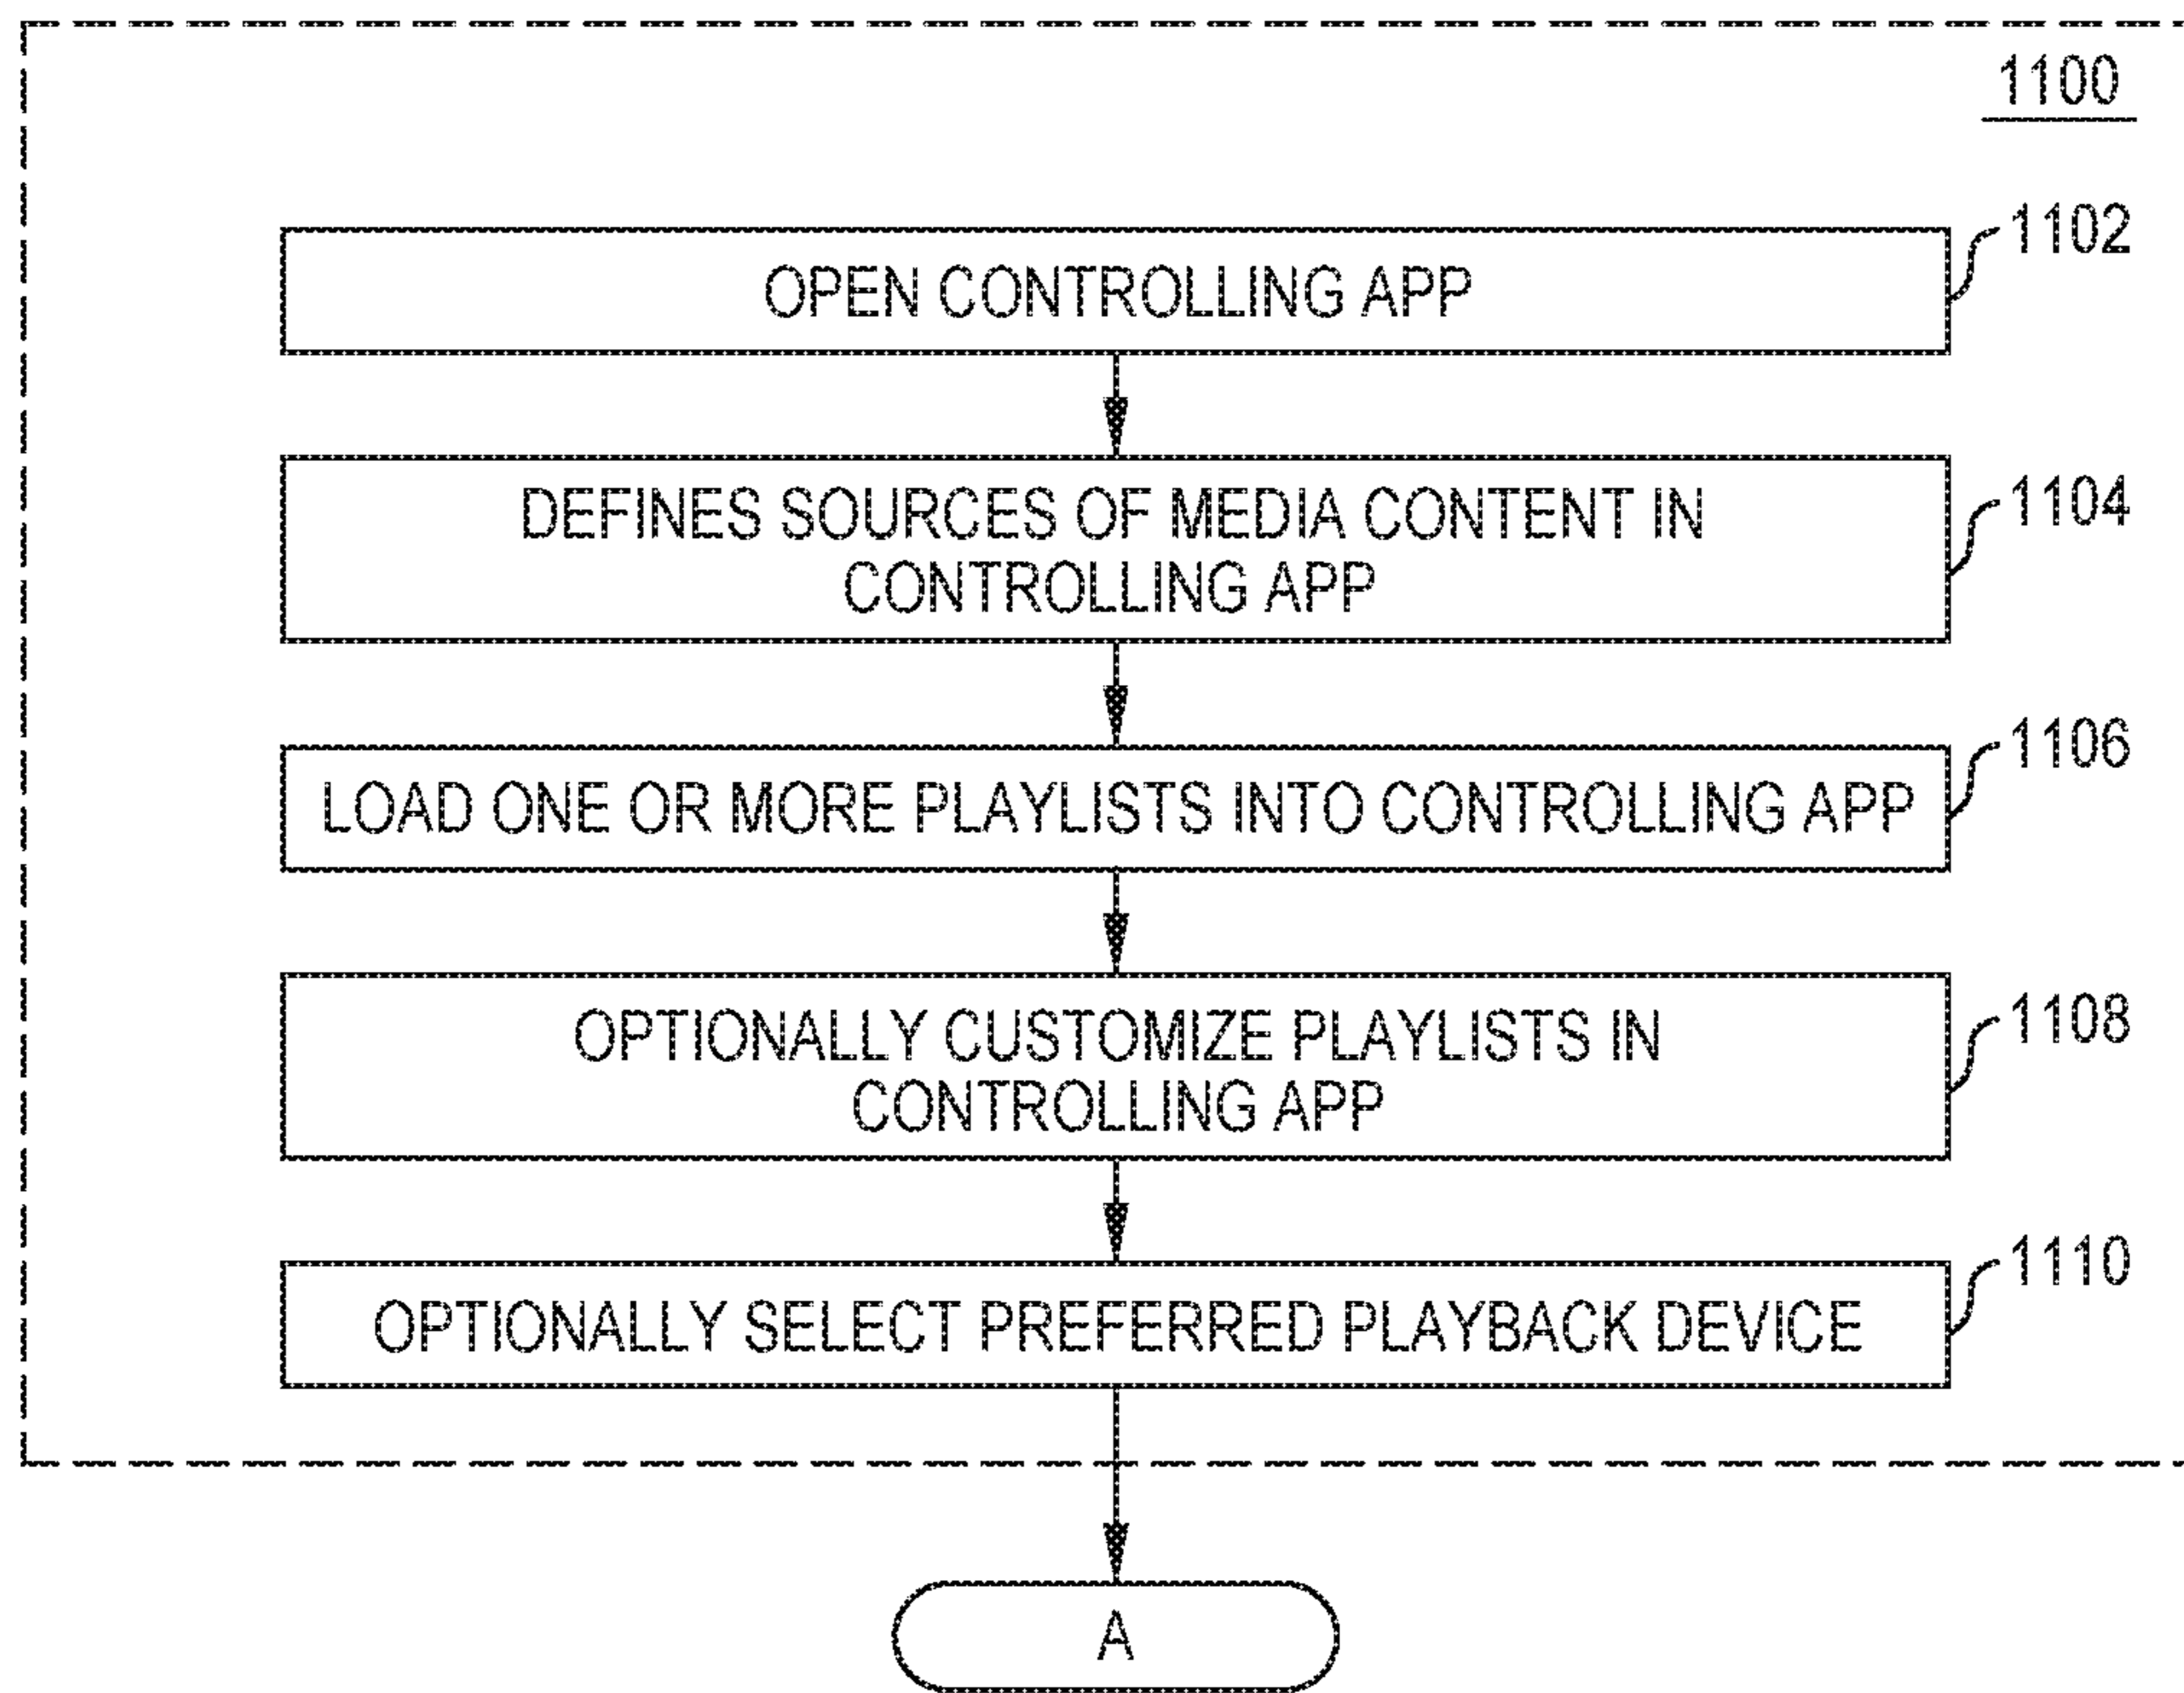 1100
1102
OPEN CONTROLLING APP
1104
DEFINES SOURCES OF MEDIA CONTENT IN
CONTROLLING APP
1106
LOAD ONE OR MORE PLAYLISTS INTO CONTROLLING APP
1108
OPTIONALLY CUSTOMIZE PLAYLISTS IN
CONTROLLING APP
1110
OPTIONALLY SELECT PREFERRED PLAYBACK DEVICE
A